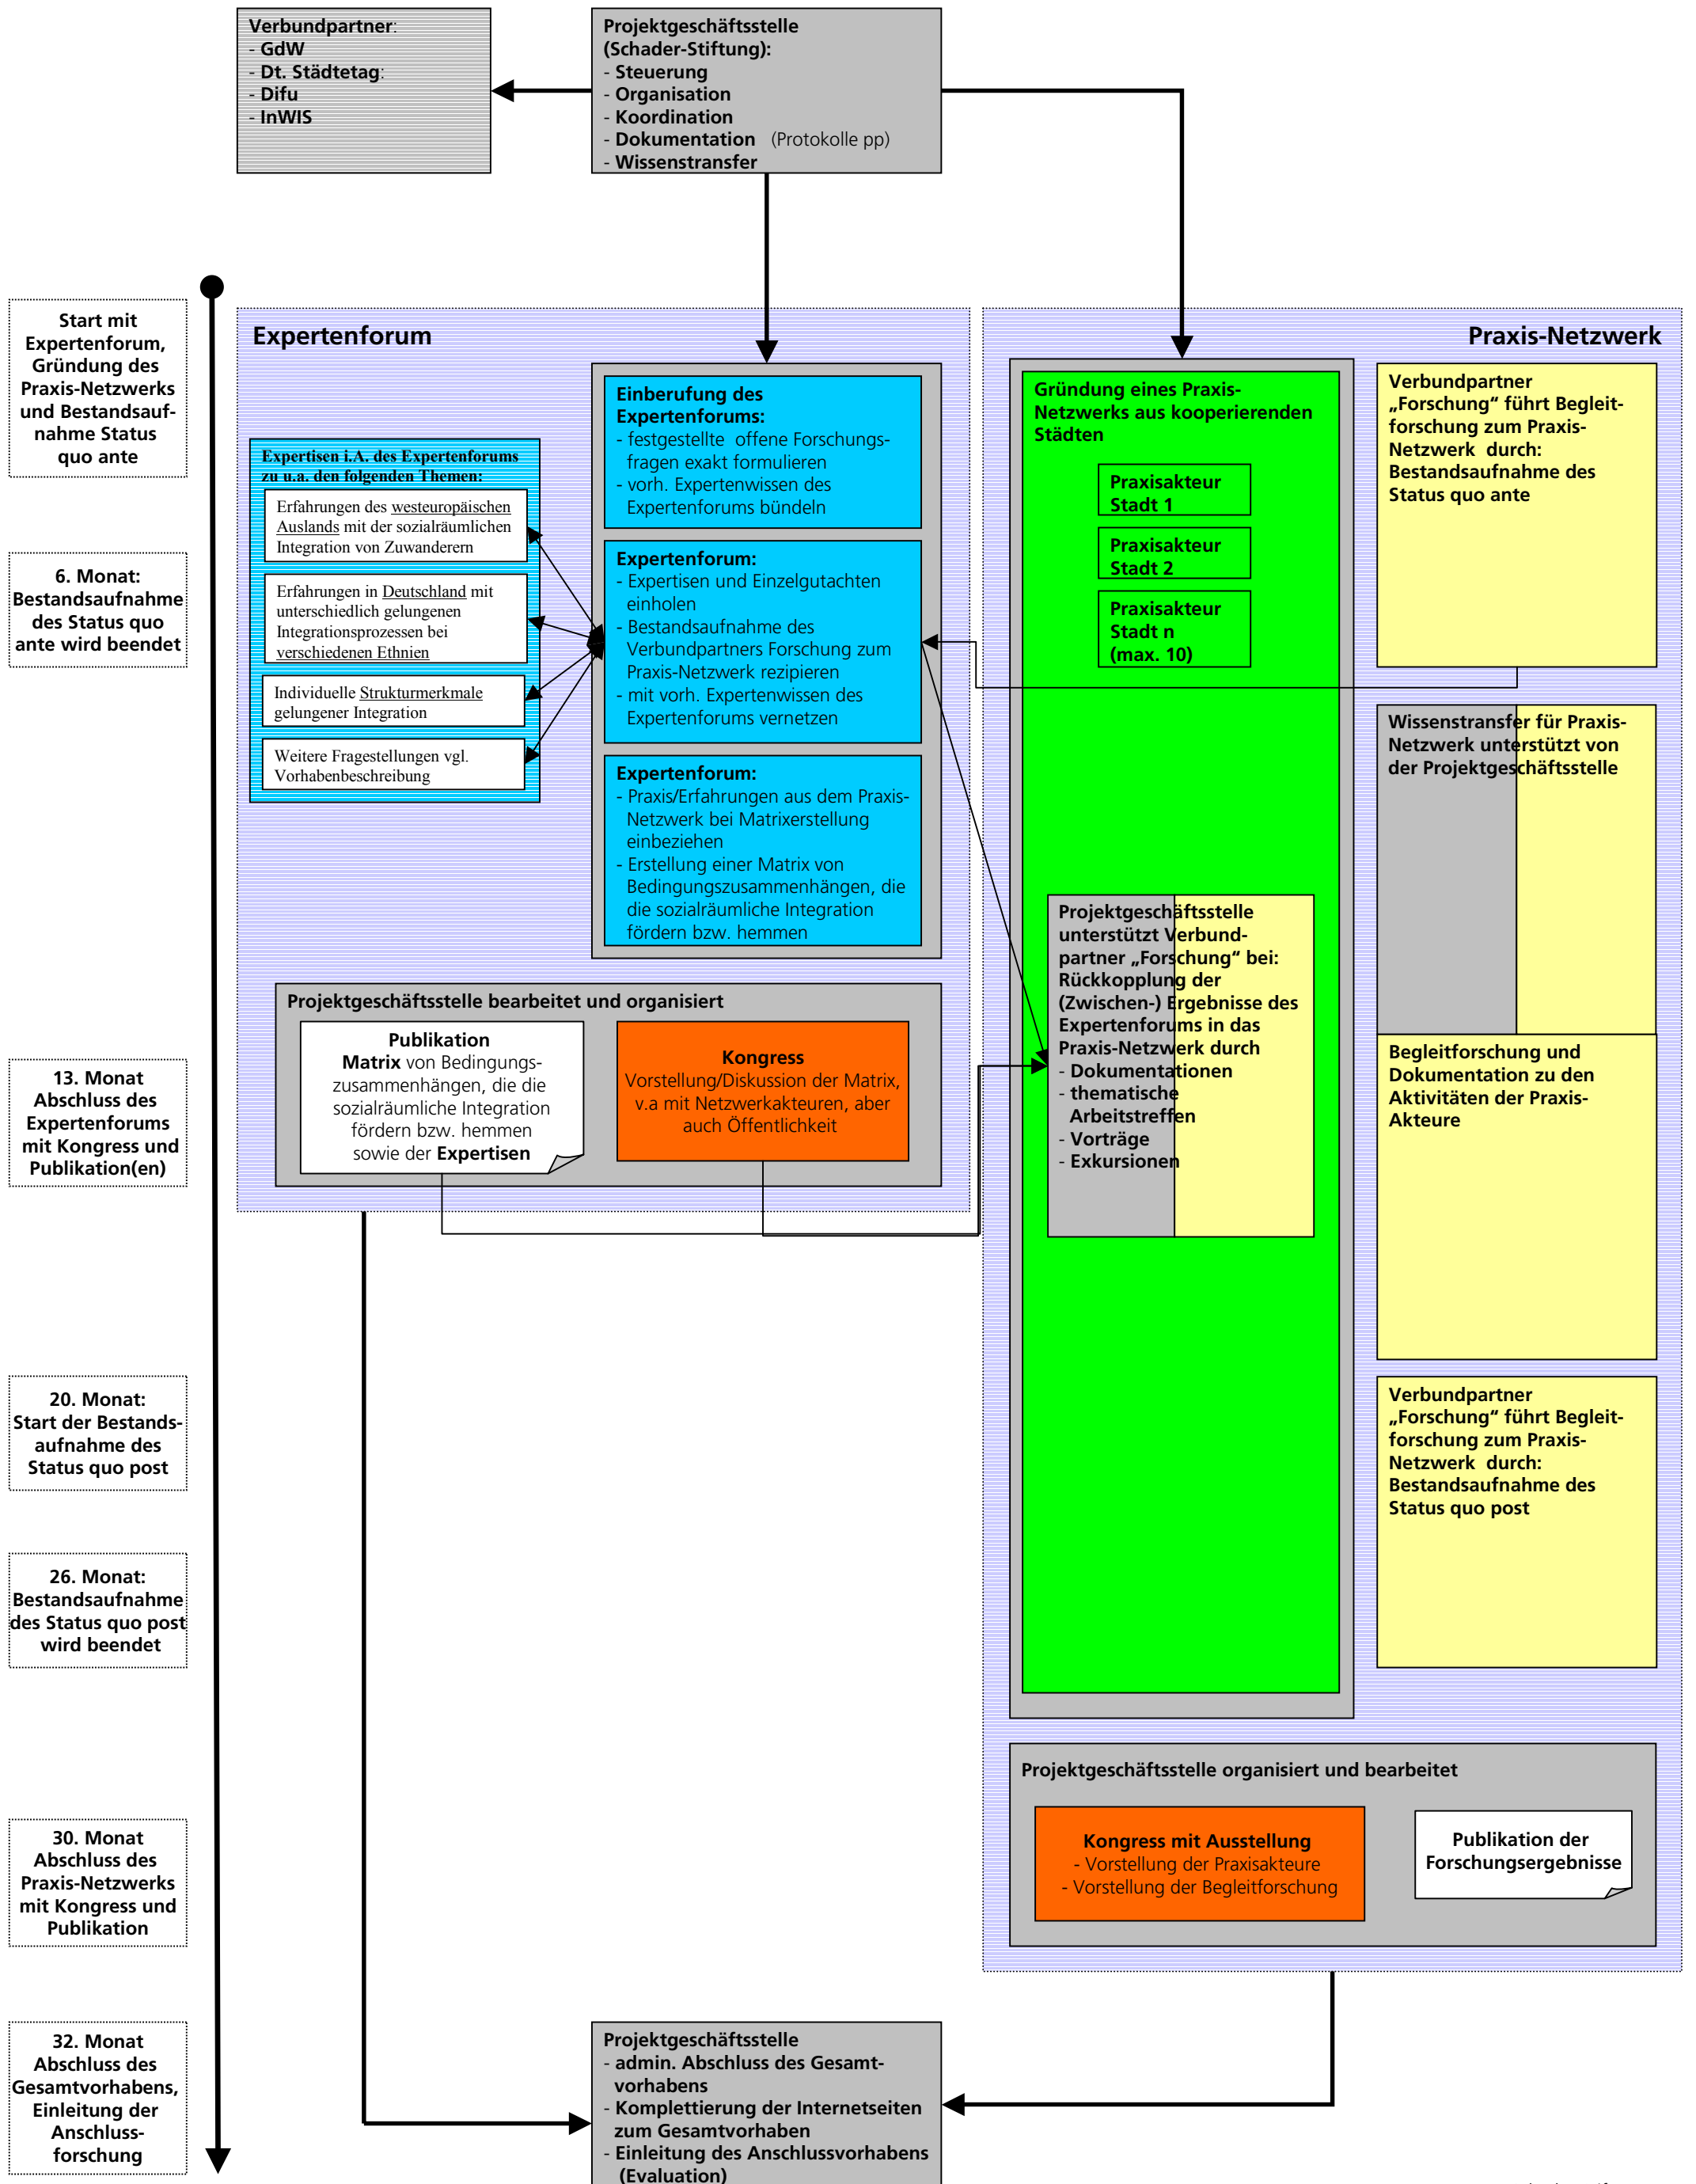 Verbundpartner:
- GdW
- Dt. Städtetag:
- Difu
- InWIS
Projektgeschäftsstelle
(Schader-Stiftung):
- Steuerung
- Organisation
- Koordination
- Dokumentation (Protokolle pp)
- Wissenstransfer
Start mit
Expertenforum,
Gründung des
Praxis-Netzwerks
und Bestandsauf-
nahme Status
quo ante
6. Monat:
Bestandsaufnahme
des Status quo
ante wird beendet
13. Monat
Abschluss des
Expertenforums
mit Kongress und
Publikation(en)
20. Monat:
Start der Bestands-
aufnahme des
Status quo post
26. Monat:
Bestandsaufnahme
des Status quo post
wird beendet
30. Monat
Abschluss des
Praxis-Netzwerks
mit Kongress und
Publikation
32. Monat
Abschluss des
Gesamtvorhabens,
Einleitung der
Anschluss-
forschung
Expertenforum
Expertisen i.A. des Expertenforums
zu u.a. den folgenden Themen:
Erfahrungen des westeuropäischen
Auslands mit der sozialräumlichen
Integration von Zuwanderern
Erfahrungen in Deutschland mit
unterschiedlich gelungenen
Integrationsprozessen bei
verschiedenen Ethnien
Individuelle Strukturmerkmale
gelungener Integration
Weitere Fragestellungen vgl.
Vorhabenbeschreibung
Einberufung des
Expertenforums:
- festgestellte offene Forschungs-
fragen exakt formulieren
- vorh. Expertenwissen des
Expertenforums bündeln
Expertenforum:
- Expertisen und Einzelgutachten
einholen
- Bestandsaufnahme des
Verbundpartners Forschung zum
Praxis-Netzwerk rezipieren
- mit vorh. Expertenwissen des
Expertenforums vernetzen
Expertenforum:
- Praxis/Erfahrungen aus dem Praxis-
Netzwerk bei Matrixerstellung
einbeziehen
- Erstellung einer Matrix von
Bedingungszusammenhängen, die
die sozialräumliche Integration
fördern bzw. hemmen
Projektgeschäftsstelle bearbeitet und organisiert
Publikation
Matrix von Bedingungs-
zusammenhängen, die die
sozialräumliche Integration
fördern bzw. hemmen
sowie der Expertisen
Kongress
Vorstellung/Diskussion der Matrix,
v.a mit Netzwerkakteuren, aber
auch Öffentlichkeit
Praxis-Netzwerk
Gründung eines Praxis-
Netzwerks aus kooperierenden
Städten
Praxisakteur
Stadt 1
Praxisakteur
Stadt 2
Praxisakteur
Stadt n
(max. 10)
Projektgeschäftsstelle
unterstützt Verbund-
partner „Forschung“ bei:
Rückkopplung der
(Zwischen-) Ergebnisse des
Expertenforums in das
Praxis-Netzwerk durch
- Dokumentationen
- thematische
Arbeitstreffen
- Vorträge
- Exkursionen
Verbundpartner
„Forschung“ führt Begleit-
forschung zum Praxis-
Netzwerk durch:
Bestandsaufnahme des
Status quo ante
Wissenstransfer für Praxis-
Netzwerk unterstützt von
der Projektgeschäftsstelle
Begleitforschung und
Dokumentation zu den
Aktivitäten der Praxis-
Akteure
Verbundpartner
„Forschung“ führt Begleit-
forschung zum Praxis-
Netzwerk durch:
Bestandsaufnahme des
Status quo post
Projektgeschäftsstelle organisiert und bearbeitet
Kongress mit Ausstellung
- Vorstellung der Praxisakteure
- Vorstellung der Begleitforschung
Publikation der
Forschungsergebnisse
Projektgeschäftsstelle
- admin. Abschluss des Gesamt-
vorhabens
- Komplettierung der Internetseiten
zum Gesamtvorhaben
- Einleitung des Anschlussvorhabens
(Evaluation)